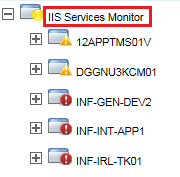 IIS Services Monitor
12APPTMS01V
DGGNU3KCM01
INF-GEN-DEV2
INF-INT-APP1
INF-IRL-TK01